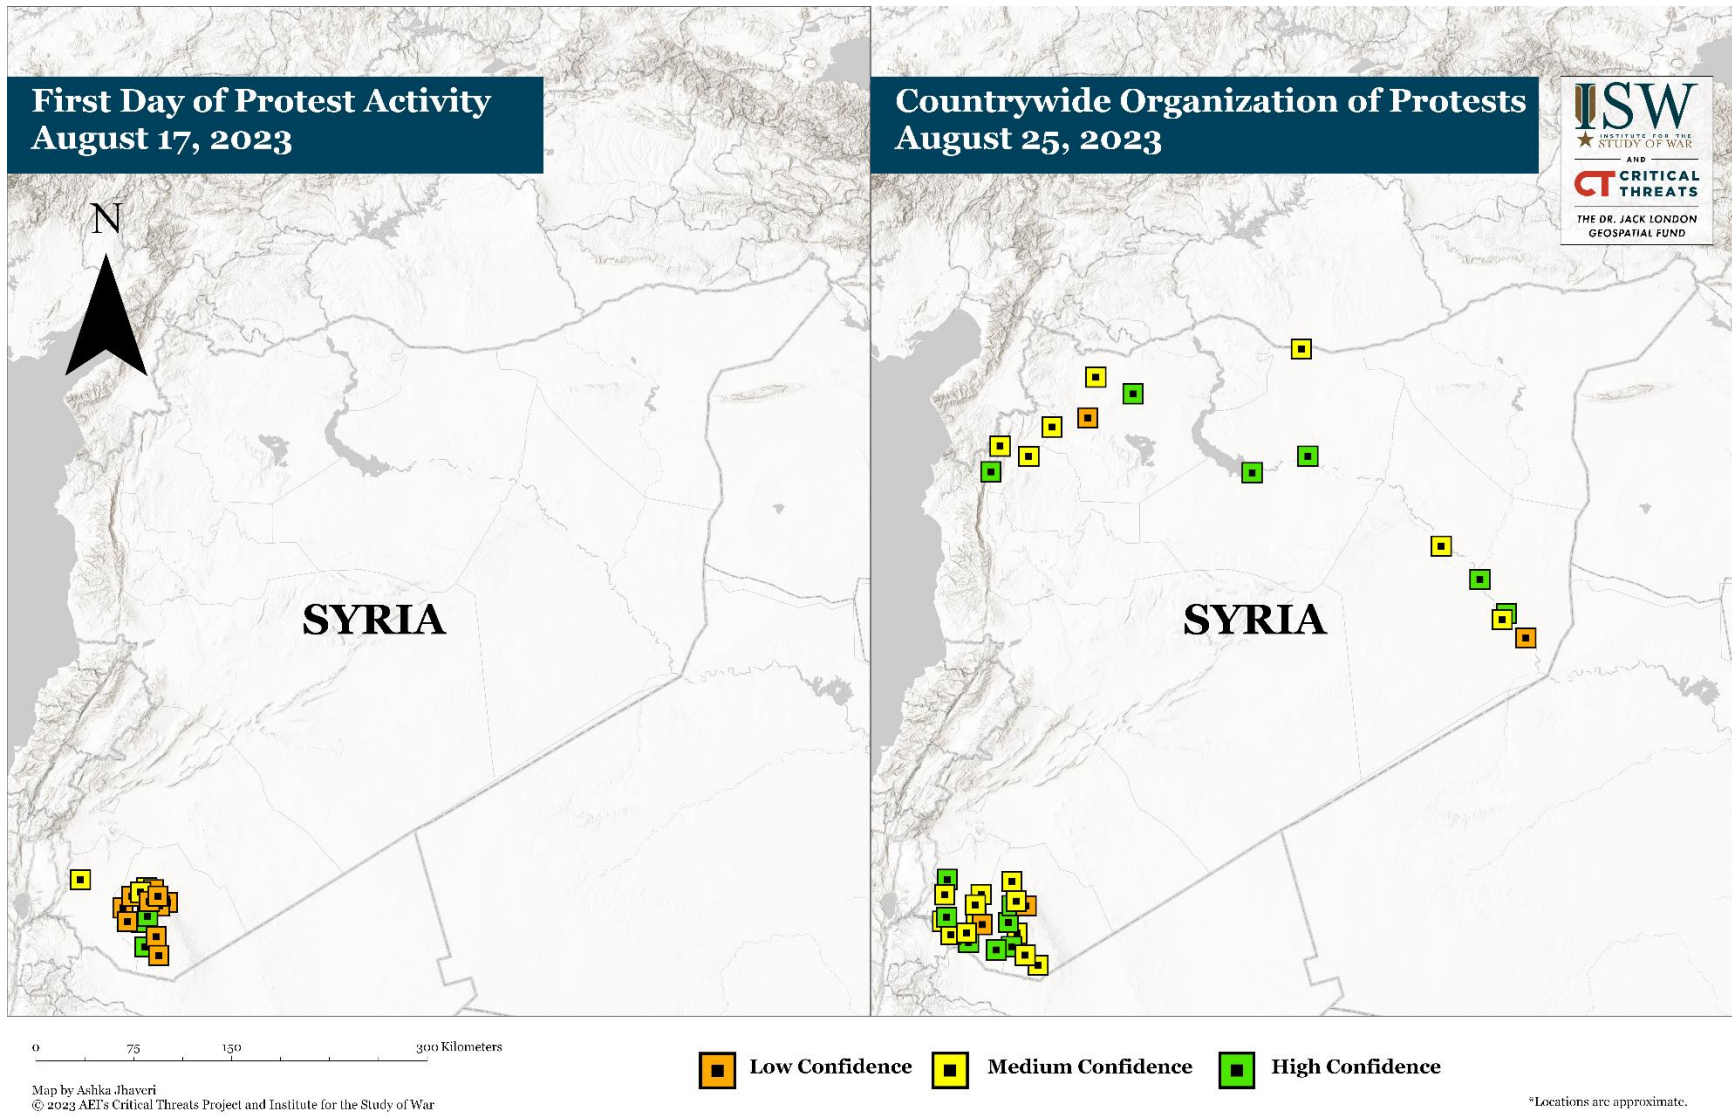 First Day of Protest Activity
August 17, 2023
N
SYRIA
Countrywide Organization of Protests
August 25, 2023
ISW
INSTITUTE FOR THE
STUDY OF WAR
AND
CT CRITICAL
THREATS
THE DR. JACK LONDON
GEOSPATIAL FUND
SYRIA
0 75 150 300 Kilometers
Map by Ashka Jhaveri
© 2023 AEI's Critical Threats Project and Institute for the Study of War
Low Confidence
Medium Confidence
High Confidence
*Locations are approximate.